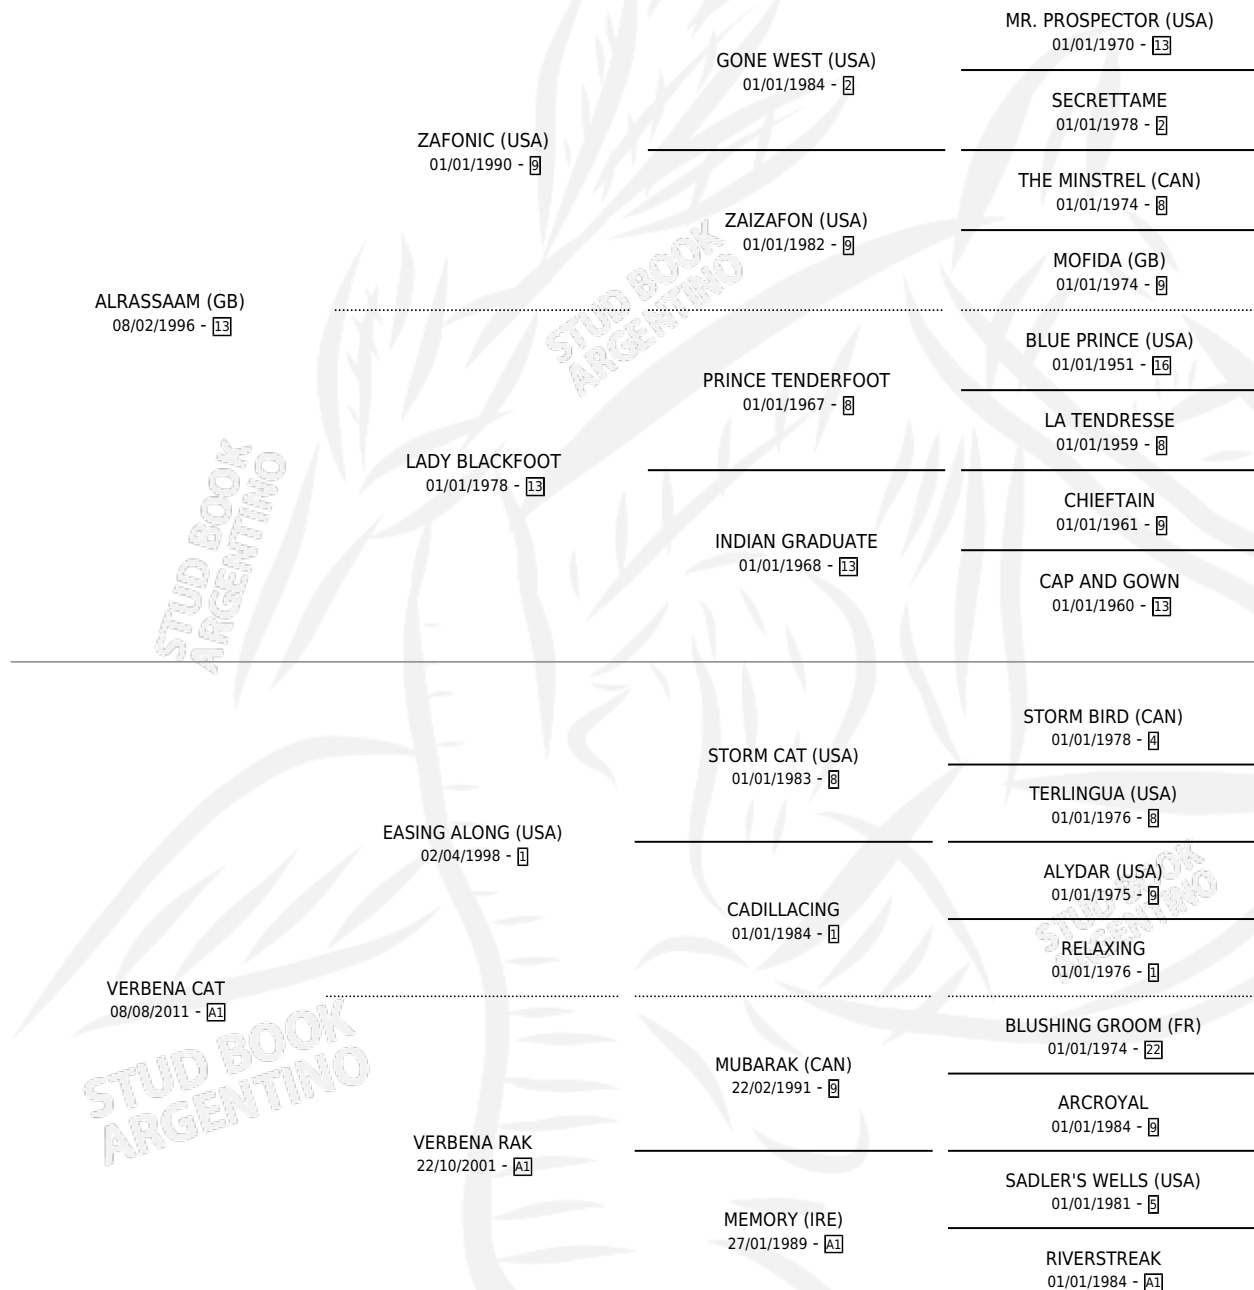 MR. PROSPECTOR (USA)
01/01/1970 - 13
GONE WEST (USA)
01/01/1984 - 2
SECRETTAME
01/01/1978 - 2
ZAFONIC (USA)
01/01/1990 - 9
THE MINSTREL (CAN)
01/01/1974 - 8
ZAIZAFON (USA)
01/01/1982 - 9
MOFIDA (GB)
01/01/1974 - 9
ALRASSAAM (GB)
08/02/1996 - 13
STUD BOOK
ARGENTINO
BLUE PRINCE (USA)
01/01/1951 - 16
PRINCE TENDERFOOT
01/01/1967 - 8
LA TENDRESSE
01/01/1959 - 8
LADY BLACKFOOT
01/01/1978 - 13
CHIEFTAIN
01/01/1961 - 9
INDIAN GRADUATE
01/01/1968 - 13
CAP AND GOWN
01/01/1960 - 13
STUD BOOK
ARGENTINO
STORM BIRD (CAN)
01/01/1978 - 4
STORM CAT (USA)
01/01/1983 - 8
TERLINGUA (USA)
01/01/1976 - 8
EASING ALONG (USA)
02/04/1998 - 1
ALYDAR (USA)
01/01/1975 - 9
CADILLACING
01/01/1984 - 1
STUD BOOK
ARGENTINO
RELAXING
01/01/1976 - 1
VERBENA CAT
08/08/2011 - A1
BLUSHING GROOM (FR)
01/01/1974 - 22
MUBARAK (CAN)
22/02/1991 - 9
STUD BOOK
ARGENTINO
ARCROYAL
01/01/1984 - 9
VERBENA RAK
22/10/2001 - A1
SADLER'S WELLS (USA)
01/01/1981 - 5
MEMORY (IRE)
27/01/1989 - A1
RIVERSTREAK
01/01/1984 - A1